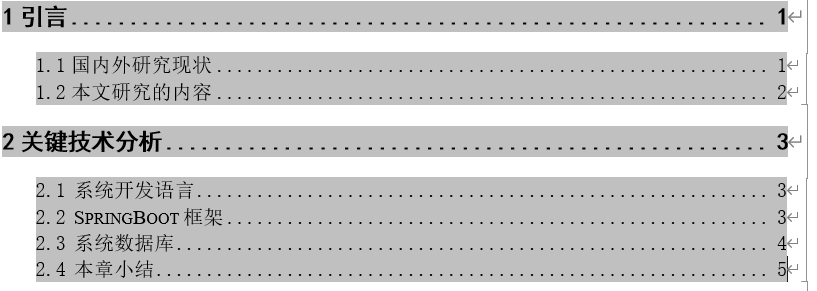 1 引言............................................ 1
1.1 国内外研究现状............................................ 1
1.2 本文研究的内容............................................ 2
2 关键技术分析............................................ 3
2.1 系统开发语言............................................ 3
2.2 SPRINGBOOT 框架............................................ 3
2.3 系统数据库............................................ 4
2.4 本章小结............................................ 5